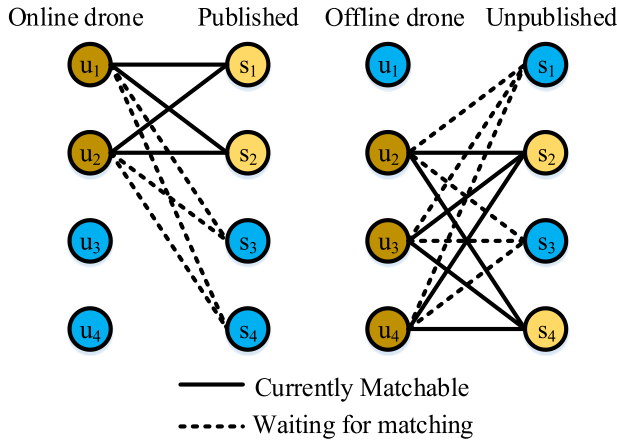 Online drone Published Offline drone Unpublished
u1 s1 u1 s1
u2 s2 u2 s2
u3 s3 u3 s3
u4 s4 u4 s4
Currently Matchable
Waiting for matching